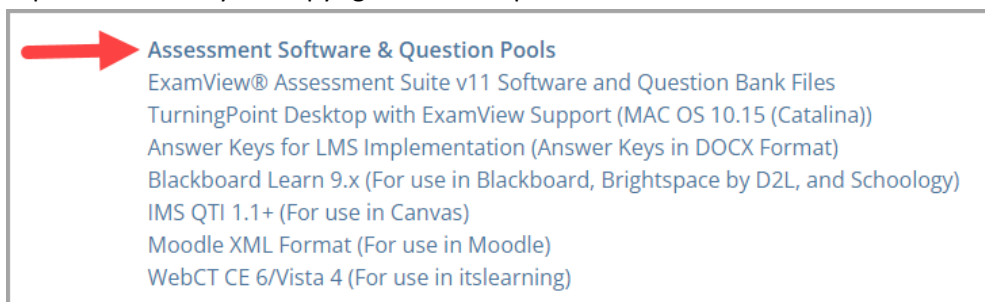 Assessment Software & Question Pools
ExamView® Assessment Suite v11 Software and Question Bank Files
TurningPoint Desktop with ExamView Support (MAC OS 10.15 (Catalina))
Answer Keys for LMS Implementation (Answer Keys in DOCX Format)
Blackboard Learn 9.x (For use in Blackboard, Brightspace by D2L, and Schoology)
IMS QTI 1.1+ (For use in Canvas)
Moodle XML Format (For use in Moodle)
WebCT CE 6/Vista 4 (For use in itslearning)